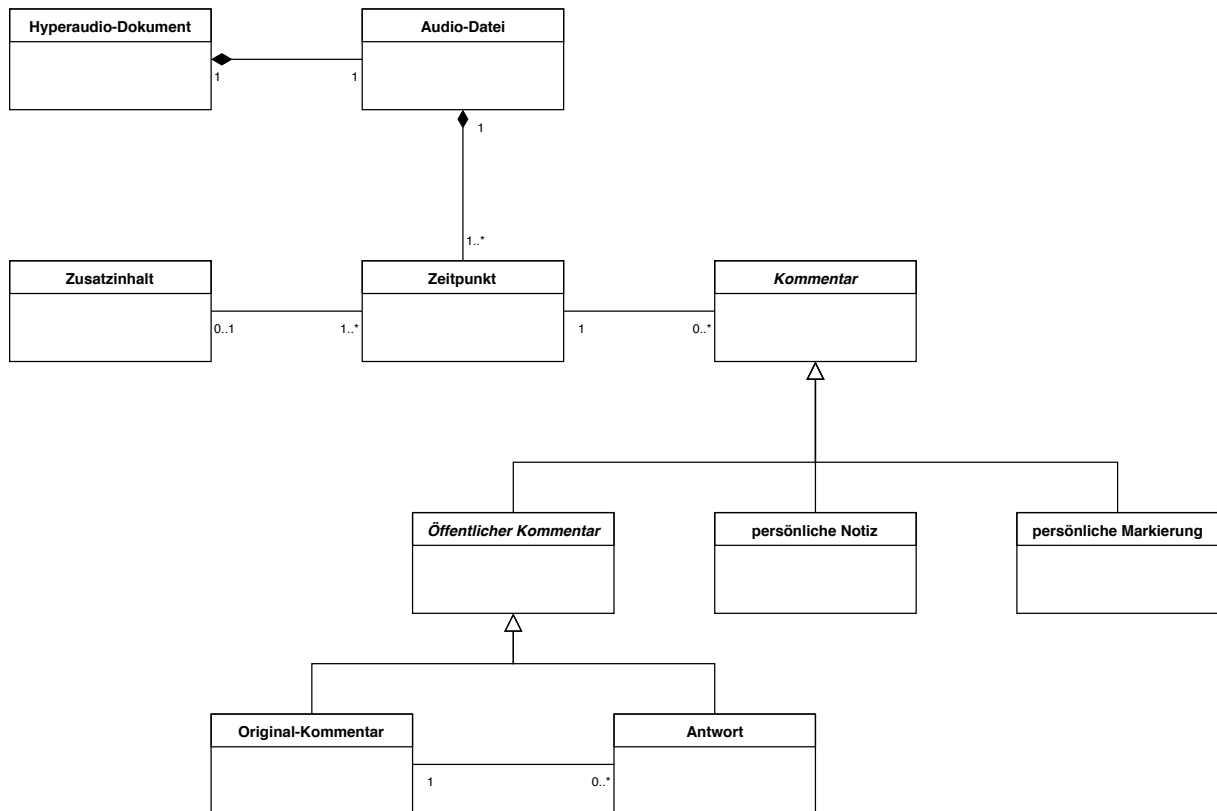 Hyperaudio-Dokument
Audio-Datei
1
1
1
1..*
Zusatzinhalt
Zeitpunkt
Kommentar
0..1
1..*
1
0..*
Öffentlicher Kommentar
persönliche Notiz
persönliche Markierung
Original-Kommentar
Antwort
1
0..*